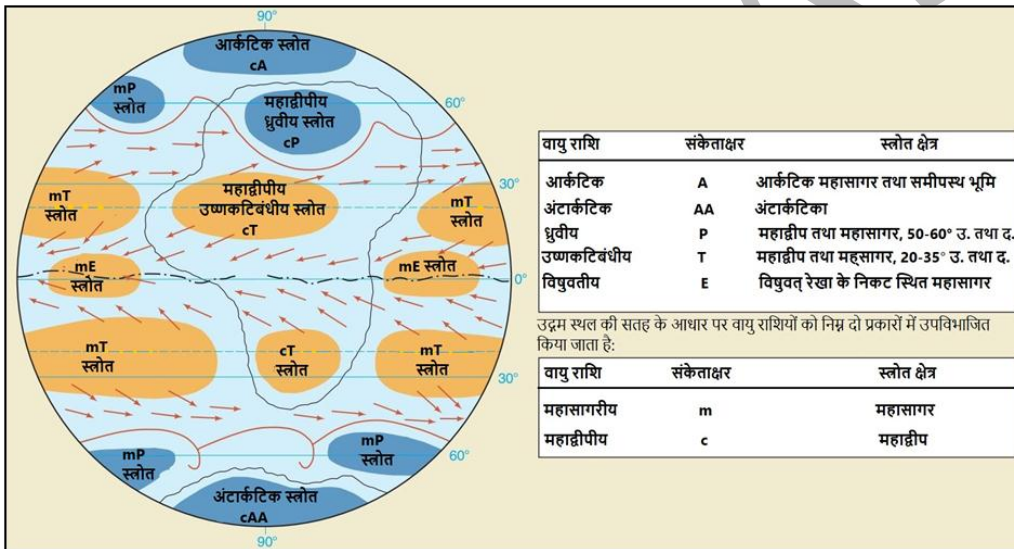 90°
आर्कटिक स्त्रोत
cA
mP
स्त्रोत
महाद्वीपीय
ध्रुवीय स्त्रोत
cP
60°
mT
स्त्रोत
महाद्वीपीय
उष्णकटिबंधीय स्त्रोत
cT
30°
mT
स्त्रोत
mE
स्त्रोत
mE स्त्रोत
0°
mT
स्त्रोत
cT
स्त्रोत
mT
स्त्रोत
30°
mP
स्त्रोत
mP
स्त्रोत
60°
अंटार्कटिक स्त्रोत
cAA
90°
वायु राशि संकेताक्षर स्त्रोत क्षेत्र
आर्कटिक A आर्कटिक महासागर तथा समीपस्थ भूमि
अंटार्कटिक AA अंटार्कटिका
ध्रुवीय P महाद्वीप तथा महासागर, 50-60° उ. तथा द.
उष्णकटिबंधीय T महाद्वीप तथा महसागर, 20-35° उ. तथा द.
विषुवतीय E विषुवत् रेखा के निकट स्थित महासागर
उद्गम स्थल की सतह के आधार पर वायु राशियों को निम्न दो प्रकारों में उपविभाजित
किया जाता है:
वायु राशि संकेताक्षर स्त्रोत क्षेत्र
महासागरीय m महासागर
महाद्वीपीय c महाद्वीप